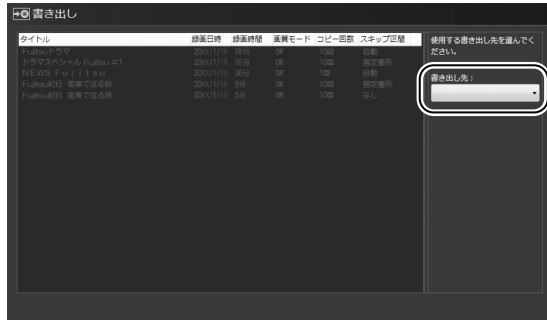 書き出し
タイトル 録画日時 録画時間 画質モード コピー回数 スキップ区間
Fujitsuドラマ 20XX/1/19 58分 DR 10回 自動
ドラマスペシャル Fujitsu #1 20XX/1/19 55分 DR 10回 指定箇所
NEWS Fujitsu 20XX/1/19 30分 DR 1回 自動
Fujitsu紀行 電車で巡る旅 20XX/1/13 5分 DR 10回 指定箇所
Fujitsu紀行 電車で巡る旅 20XX/1/12 5分 DR 10回 なし
使用する書き出し先を選んでく
ださい。
書き出し先：